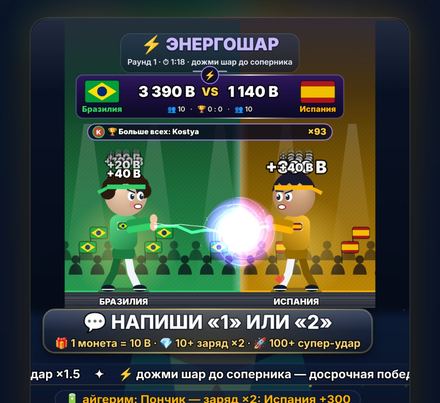 ⚡ ЭНЕРГОШАР
Раунд 1 · ⏱ 1:18 · дожми шар до соперника
3 390 В VS 1 140 В
Бразилия 👥 10 · 🏆 0 : 0 · 👥 10 Испания
K 🏆 Больше всех: Kostya ×93
+20 В
+40 В
+40 В
БРАЗИЛИЯ ИСПАНИЯ
💬 НАПИШИ «1» ИЛИ «2»
🎁 1 монета = 10 В · 💎 10+ заряд ×2 · 🚀 100+ супер-удар
дар ×1.5 ✦ ⚡ дожми шар до соперника — досрочная побед
🔋 айгерим: Пончик — заряд ×2: Испания +300